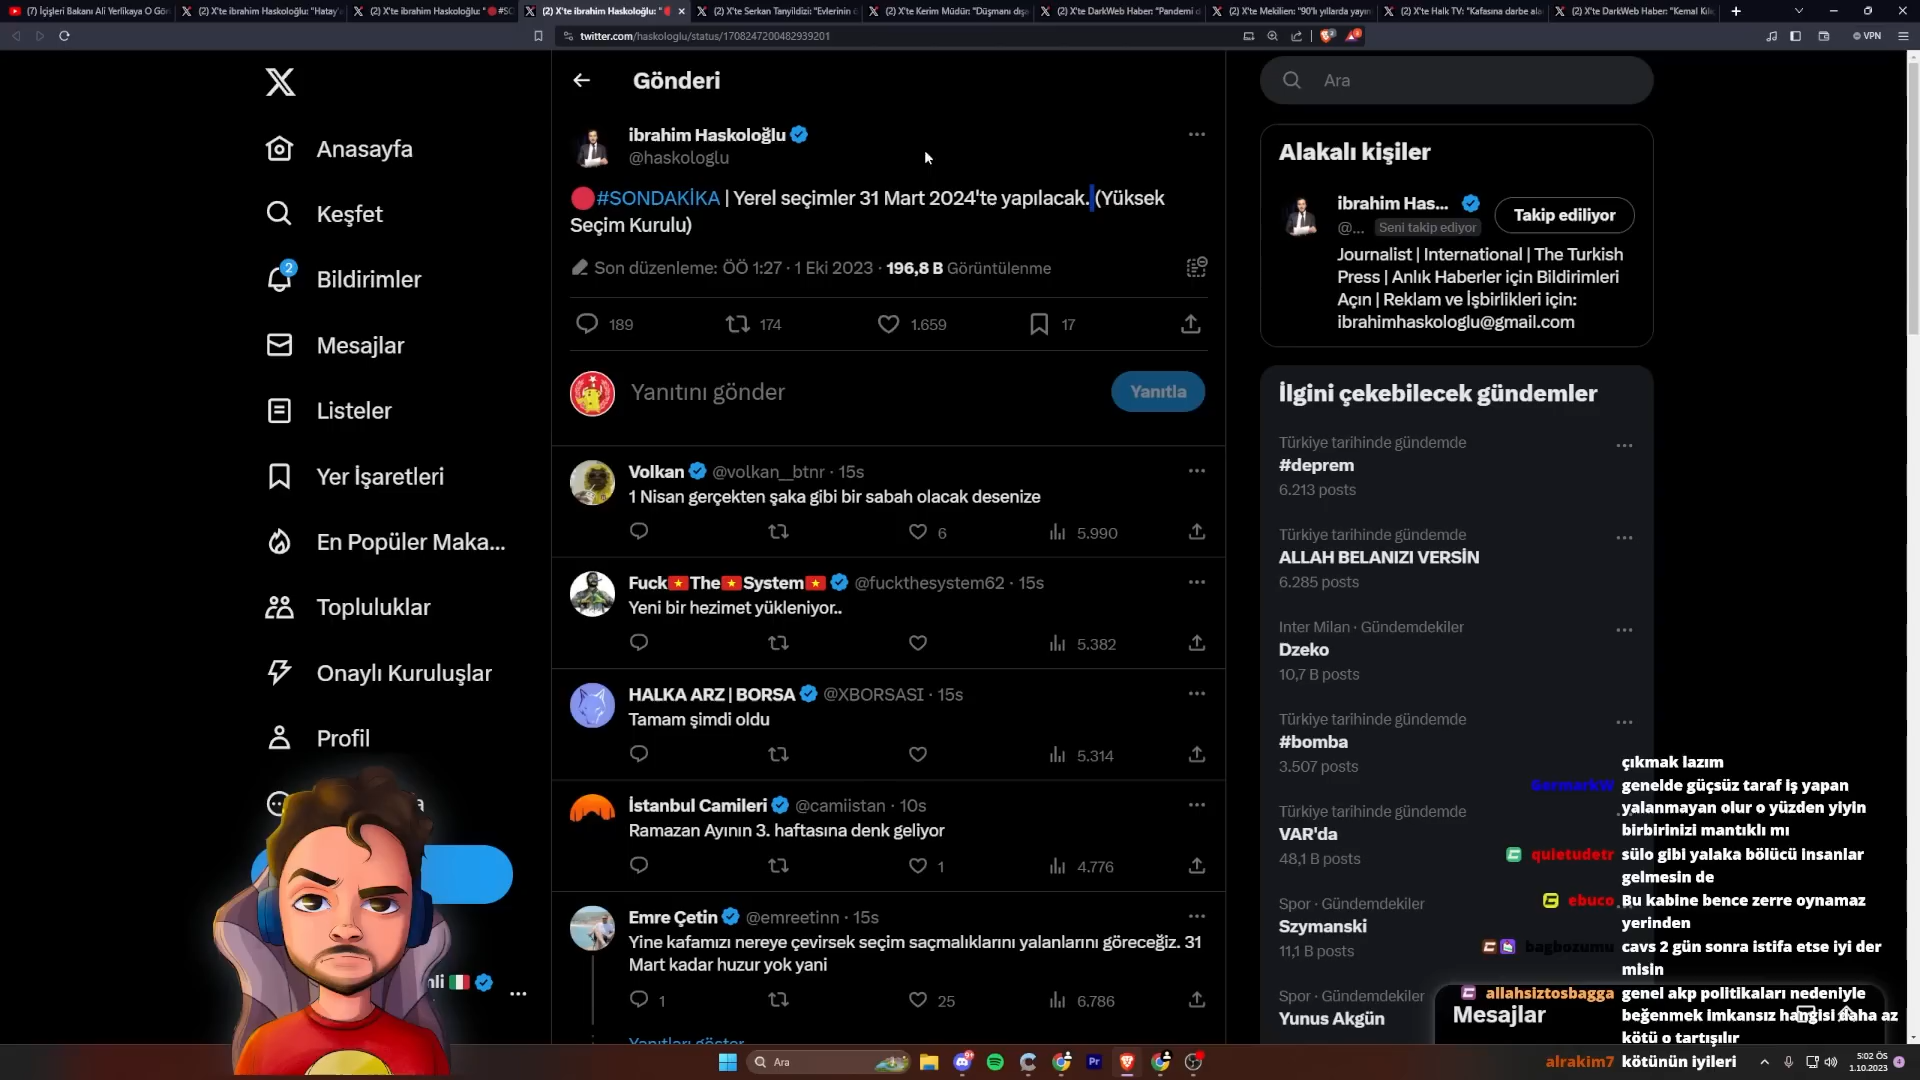 (7) İçişleri Bakanı Ali Yerlikaya O Gör
(2) X'te ibrahim Haskoloğlu: "Hatay'
(2) X'te ibrahim Haskoloğlu: "🔴#SO
(2) X'te ibrahim Haskoloğlu: "🔴
(2) X'te Serkan Tanyildizi: "Evlerinin
(2) X'te Kerim Müdür: "Düşmanı dışa
(2) X'te DarkWeb Haber: "Pandemi d
(2) X'te Mekilien: "90'lı yıllarda yayın
(2) X'te Halk TV: "Kafasına darbe ala
(2) X'te DarkWeb Haber: "Kemal Kılı
twitter.com/haskologlu/status/1708247200482939201
VPN
Anasayfa
Keşfet
2
Bildirimler
Mesajlar
Listeler
Yer İşaretleri
En Popüler Maka...
Topluluklar
Onaylı Kuruluşlar
Profil
Gönderi
ibrahim Haskoloğlu
@haskologlu
🔴#SONDAKİKA | Yerel seçimler 31 Mart 2024'te yapılacak. (Yüksek
Seçim Kurulu)
Son düzenleme: ÖÖ 1:27 · 1 Eki 2023 · 196,8 B Görüntülenme
189 174 1.659 17
Yanıtını gönder
Yanıtla
Volkan @volkan__btnr · 15s
1 Nisan gerçekten şaka gibi bir sabah olacak desenize
6 5.990
Fuck🇻🇳The🇻🇳System🇻🇳 @fuckthesystem62 · 15s
Yeni bir hezimet yükleniyor..
5.382
HALKA ARZ | BORSA @XBORSASI · 15s
Tamam şimdi oldu
5.314
İstanbul Camileri @camiistan · 10s
Ramazan Ayının 3. haftasına denk geliyor
1 4.776
Emre Çetin @emreetinn · 15s
Yine kafamızı nereye çevirsek seçim saçmalıklarını yalanlarını göreceğiz. 31
Mart kadar huzur yok yani
1 25 6.786
Yanıtları göster
Ara
Alakalı kişiler
ibrahim Has...
@... Seni takip ediyor
Takip ediliyor
Journalist | International | The Turkish
Press | Anlık Haberler için Bildirimleri
Açın | Reklam ve İşbirlikleri için:
ibrahimhaskologlu@gmail.com
İlgini çekebilecek gündemler
Türkiye tarihinde gündemde
#deprem
6.213 posts
Türkiye tarihinde gündemde
ALLAH BELANIZI VERSİN
6.285 posts
Inter Milan · Gündemdekiler
Dzeko
10,7 B posts
Türkiye tarihinde gündemde
#bomba
3.507 posts
Türkiye tarihinde gündemde
VAR'da
48,1 B posts
Spor · Gündemdekiler
Szymanski
11,1 B posts
Spor · Gündemdekiler
Yunus Akgün
Mesajlar
çıkmak lazım
GermarkW genelde güçsüz taraf iş yapan
yalanmayan olur o yüzden yiyin
birbirinizi mantıklı mı
quietudetr sülo gibi yalaka bölücü insanlar
gelmesin de
ebuco Bu kabine bence zerre oynamaz
yerinden
bagbozumu cavs 2 gün sonra istifa etse iyi der
misin
allahsiztosbagga genel akp politikaları nedeniyle
beğenmek imkansız hangisi daha az
kötü o tartışılır
alrakim7 kötünün iyileri
nli 🇮🇹
Ara
5:02 ÖS
1.10.2023
4